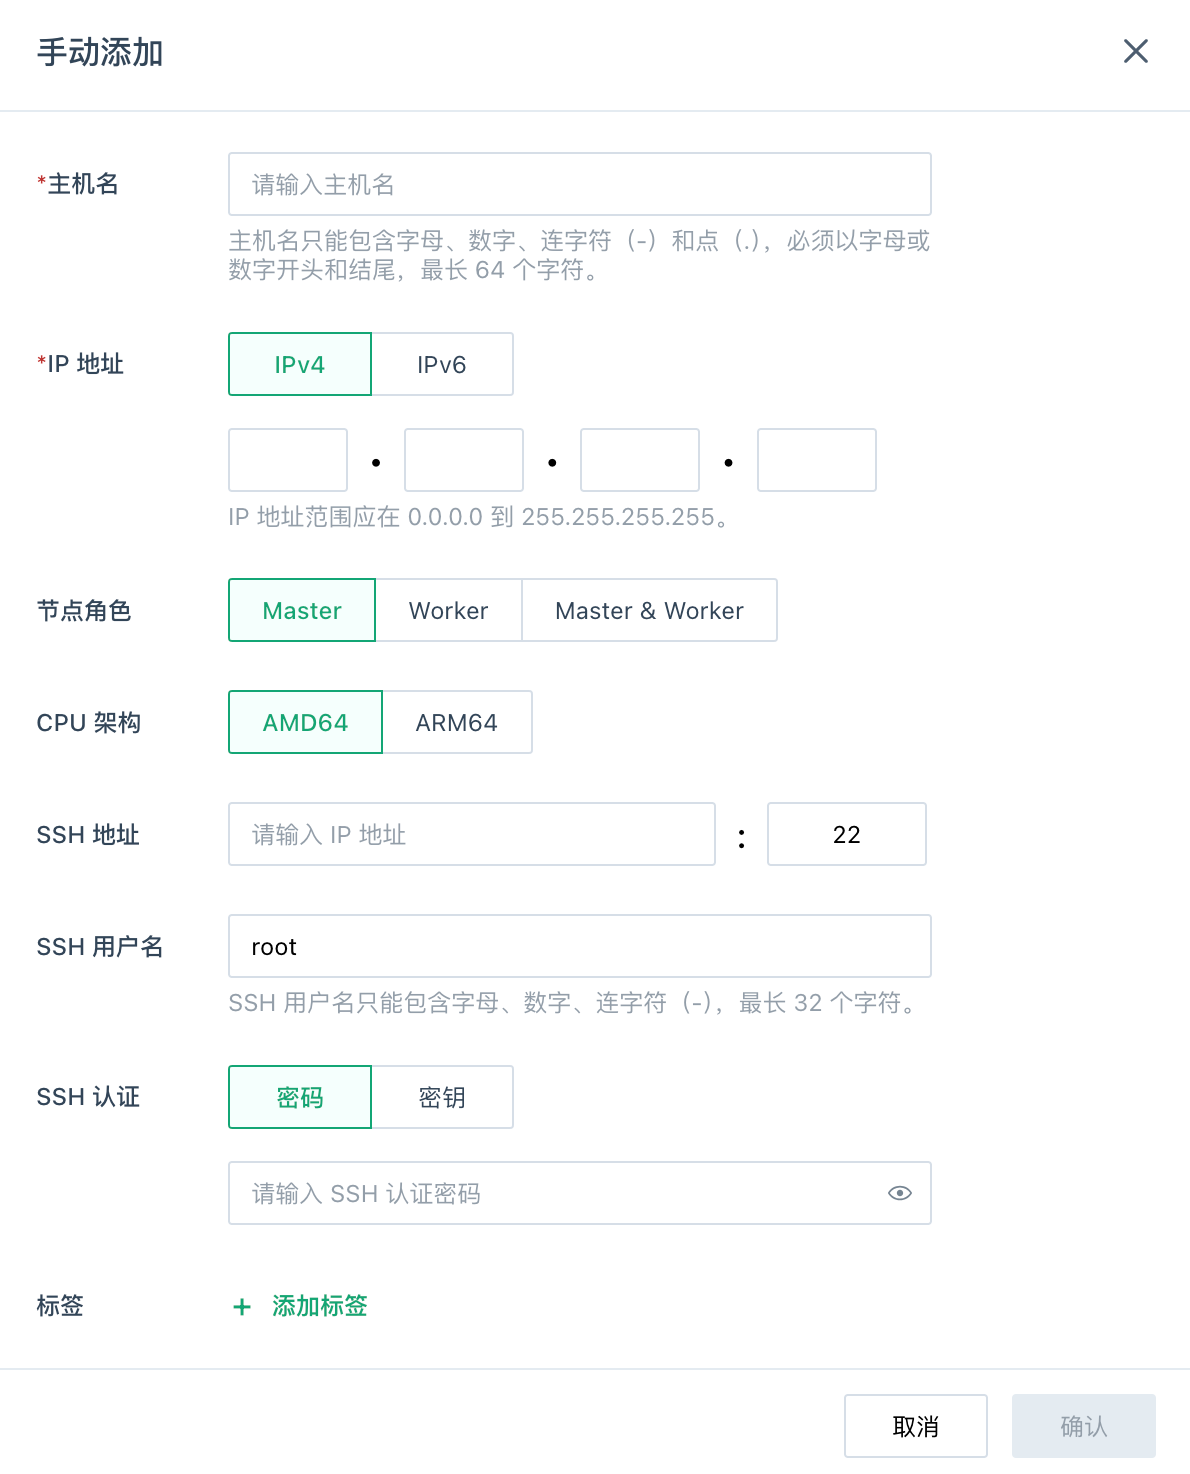 手动添加
*主机名
请输入主机名
主机名只能包含字母、数字、连字符（-）和点（.），必须以字母或
数字开头和结尾，最长 64 个字符。
*IP 地址
IPv4 IPv6
. . .
IP 地址范围应在 0.0.0.0 到 255.255.255.255。
节点角色
Master Worker Master & Worker
CPU 架构
AMD64 ARM64
SSH 地址
请输入 IP 地址 : 22
SSH 用户名
root
SSH 用户名只能包含字母、数字、连字符（-），最长 32 个字符。
SSH 认证
密码 密钥
请输入 SSH 认证密码
标签
+ 添加标签
取消 确认